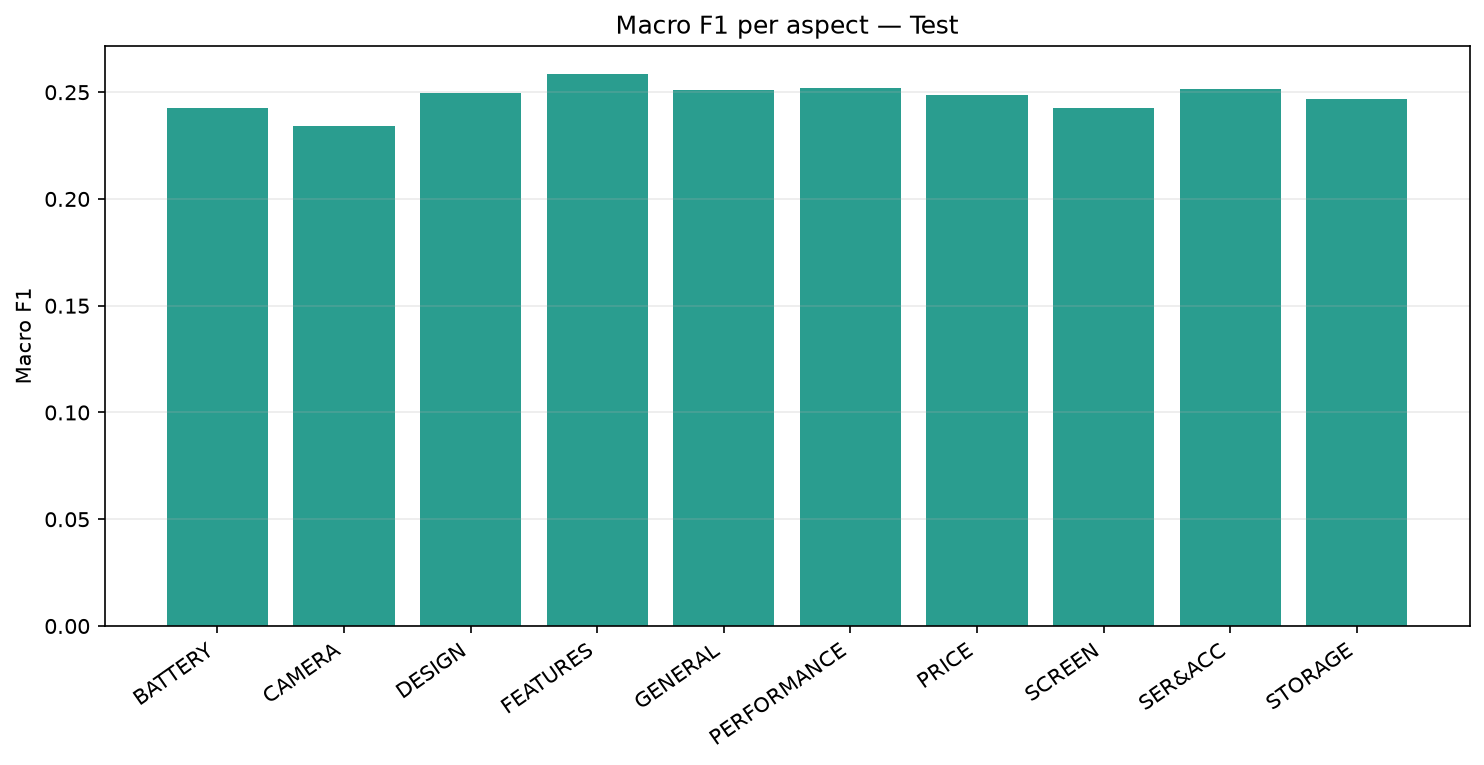 Macro F1 per aspect — Test
Macro F1
0.25
0.20
0.15
0.10
0.05
0.00
BATTERY
CAMERA
DESIGN
FEATURES
GENERAL
PERFORMANCE
PRICE
SCREEN
SER&ACC
STORAGE